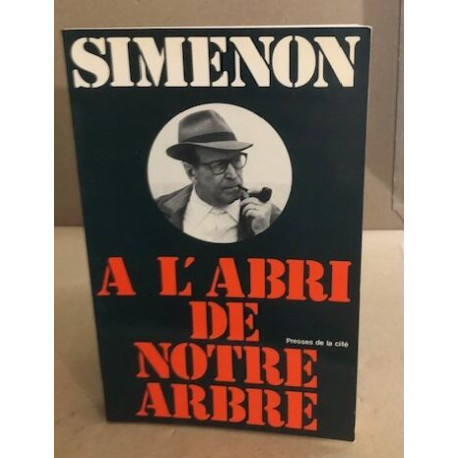 SIMENON
A L'ABRI
DE
Presses de la cité
NOTRE
ARBRE